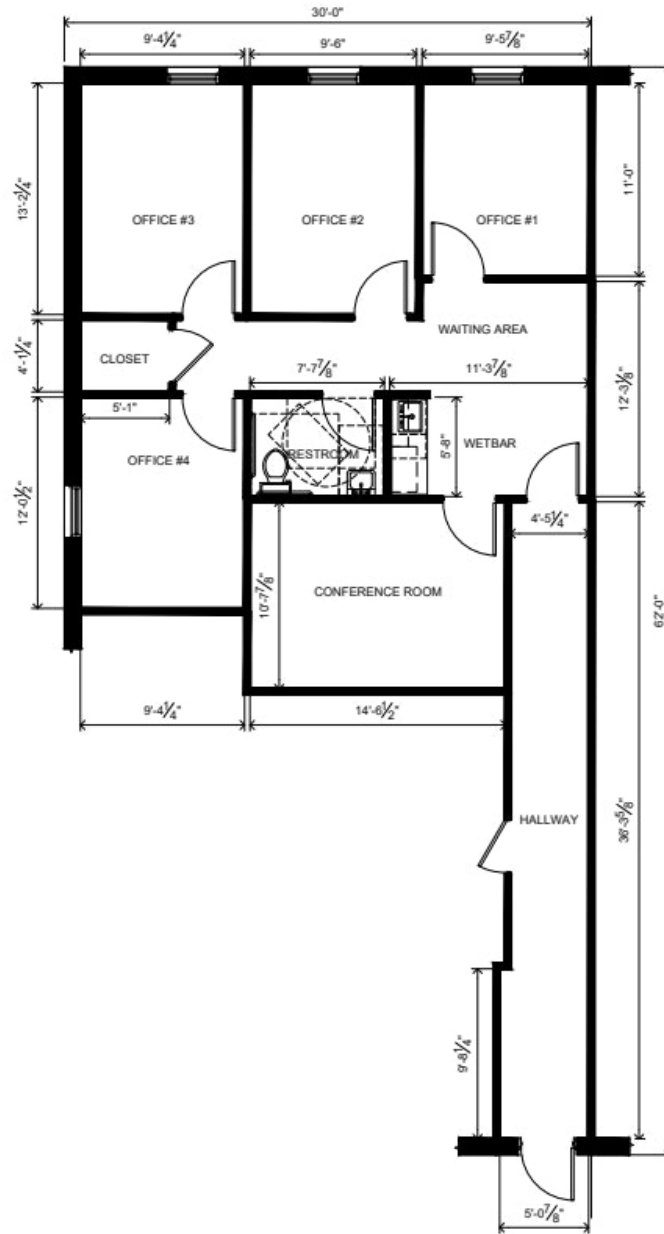 30'-0"
9'-4¼"
9'-6"
9'-5⅞"
13'-2¼"
11'-0"
OFFICE #3
OFFICE #2
OFFICE #1
WAITING AREA
4'-1¼"
CLOSET
7'-7⅞"
11'-3⅞"
12'-3⅛"
5'-1"
OFFICE #4
RESTROOM
5'-8"
WETBAR
12'-0½"
4'-5¼"
10'-7⅞"
CONFERENCE ROOM
62'-0"
9'-4¼"
14'-6½"
HALLWAY
36'-3⅝"
9'-8¼"
5'-0⅞"